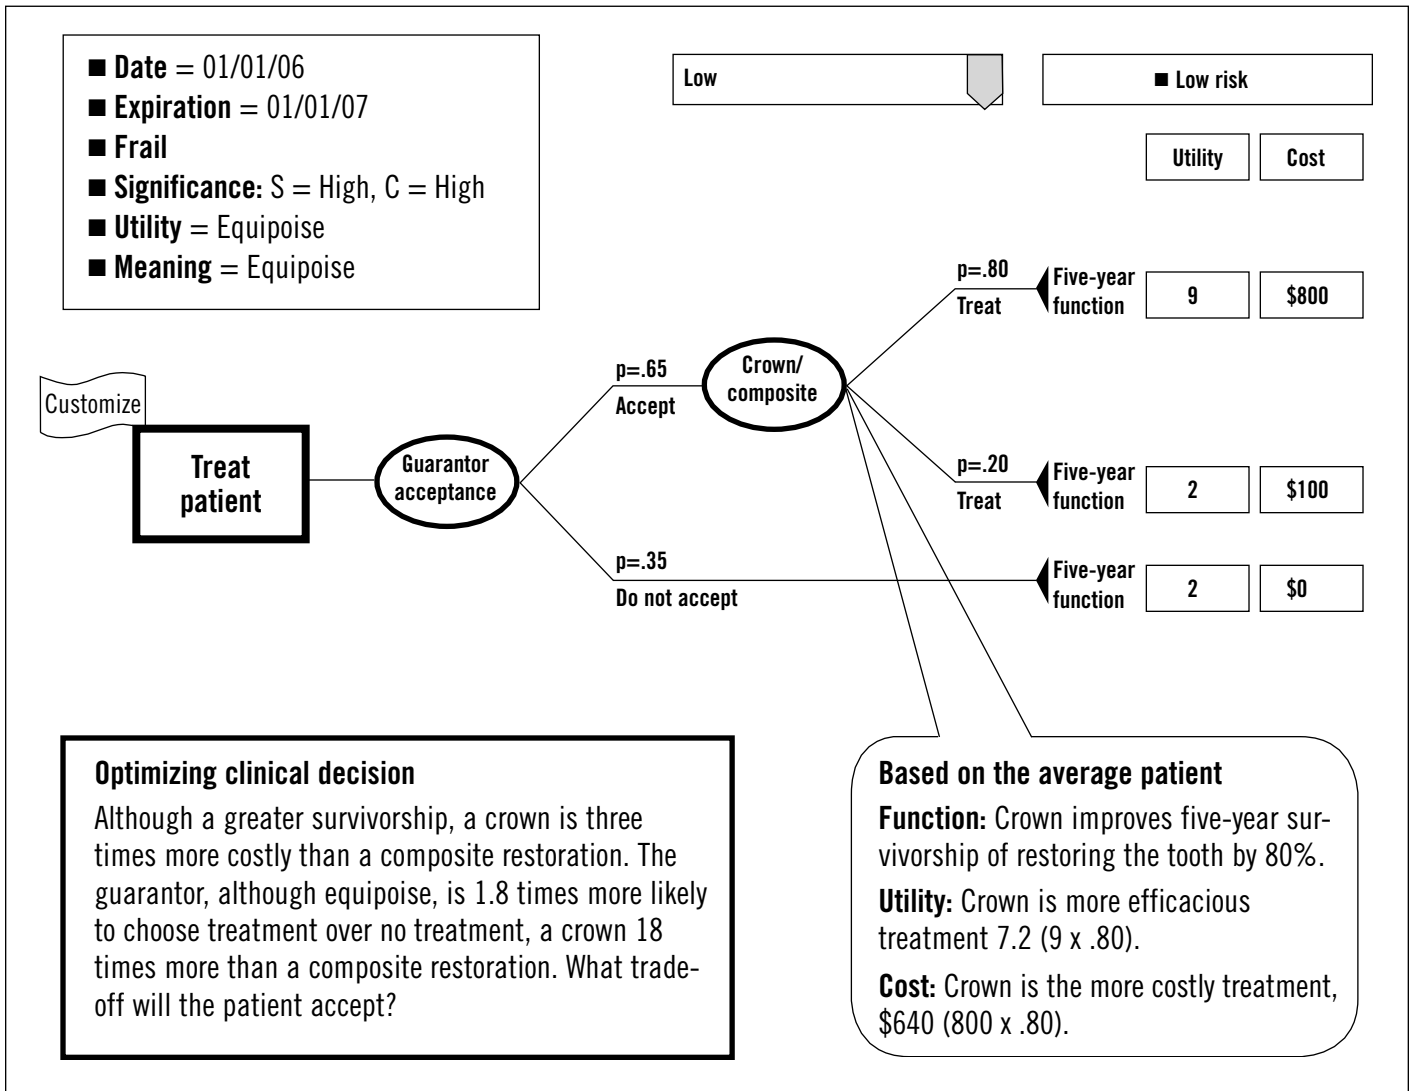 ■ Date = 01/01/06
■ Expiration = 01/01/07
■ Frail
■ Significance: S = High, C = High
■ Utility = Equipoise
■ Meaning = Equipoise
Low
■ Low risk
Utility
Cost
p=.80
Treat
Five-year
function
9
$800
Customize
Treat
patient
Guarantor
acceptance
p=.65
Accept
Crown/
composite
p=.20
Treat
Five-year
function
2
$100
p=.35
Do not accept
Five-year
function
2
$0
Optimizing clinical decision
Although a greater survivorship, a crown is three
times more costly than a composite restoration. The
guarantor, although equipoise, is 1.8 times more likely
to choose treatment over no treatment, a crown 18
times more than a composite restoration. What trade-
off will the patient accept?
Based on the average patient
Function: Crown improves five-year sur-
vivorship of restoring the tooth by 80%.
Utility: Crown is more efficacious
treatment 7.2 (9 x .80).
Cost: Crown is the more costly treatment,
$640 (800 x .80).